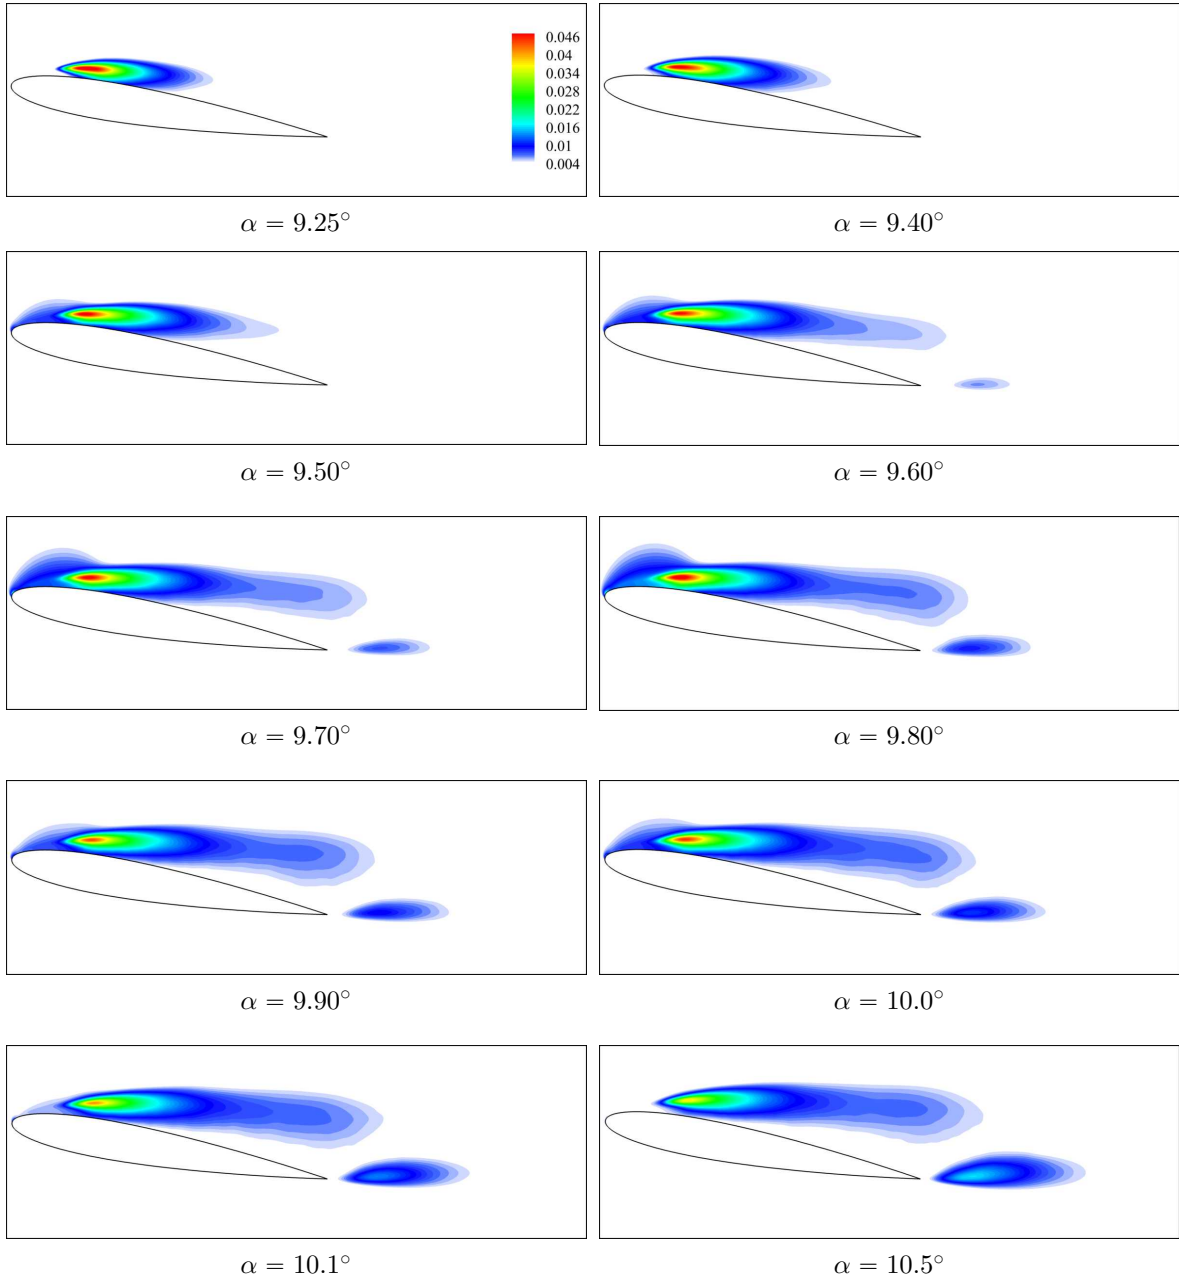 0.046
0.04
0.034
0.028
0.022
0.016
0.01
0.004
α = 9.25°
α = 9.40°
α = 9.50°
α = 9.60°
α = 9.70°
α = 9.80°
α = 9.90°
α = 10.0°
α = 10.1°
α = 10.5°